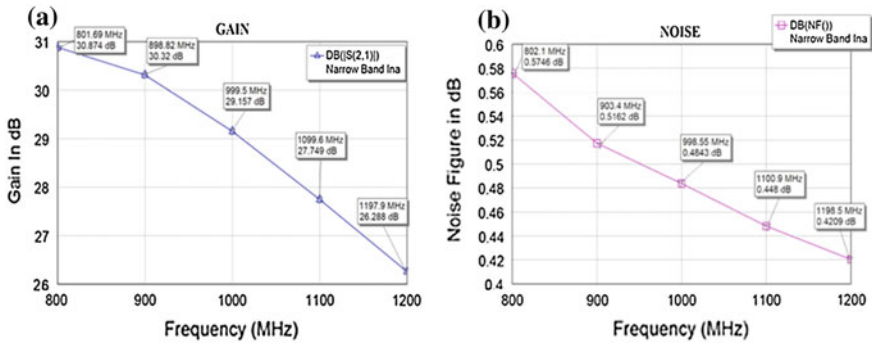 (a)
GAIN
31
30
29
28
27
26
Gain In dB
801.69 MHz
30.874 dB
898.82 MHz
30.32 dB
999.5 MHz
29.157 dB
1099.6 MHz
27.749 dB
1197.9 MHz
26.288 dB
DB(|S(2,1)|)
Narrow Band lna
800 900 1000 1100 1200
Frequency (MHz)
(b)
NOISE
0.6
0.58
0.56
0.54
0.52
0.5
0.48
0.46
0.44
0.42
0.4
Noise Figure in dB
802.1 MHz
0.5746 dB
903.4 MHz
0.5162 dB
998.55 MHz
0.4843 dB
1100.9 MHz
0.448 dB
1198.5 MHz
0.4209 dB
DB(NF())
Narrow Band lna
800 900 1000 1100 1200
Frequency (MHz)